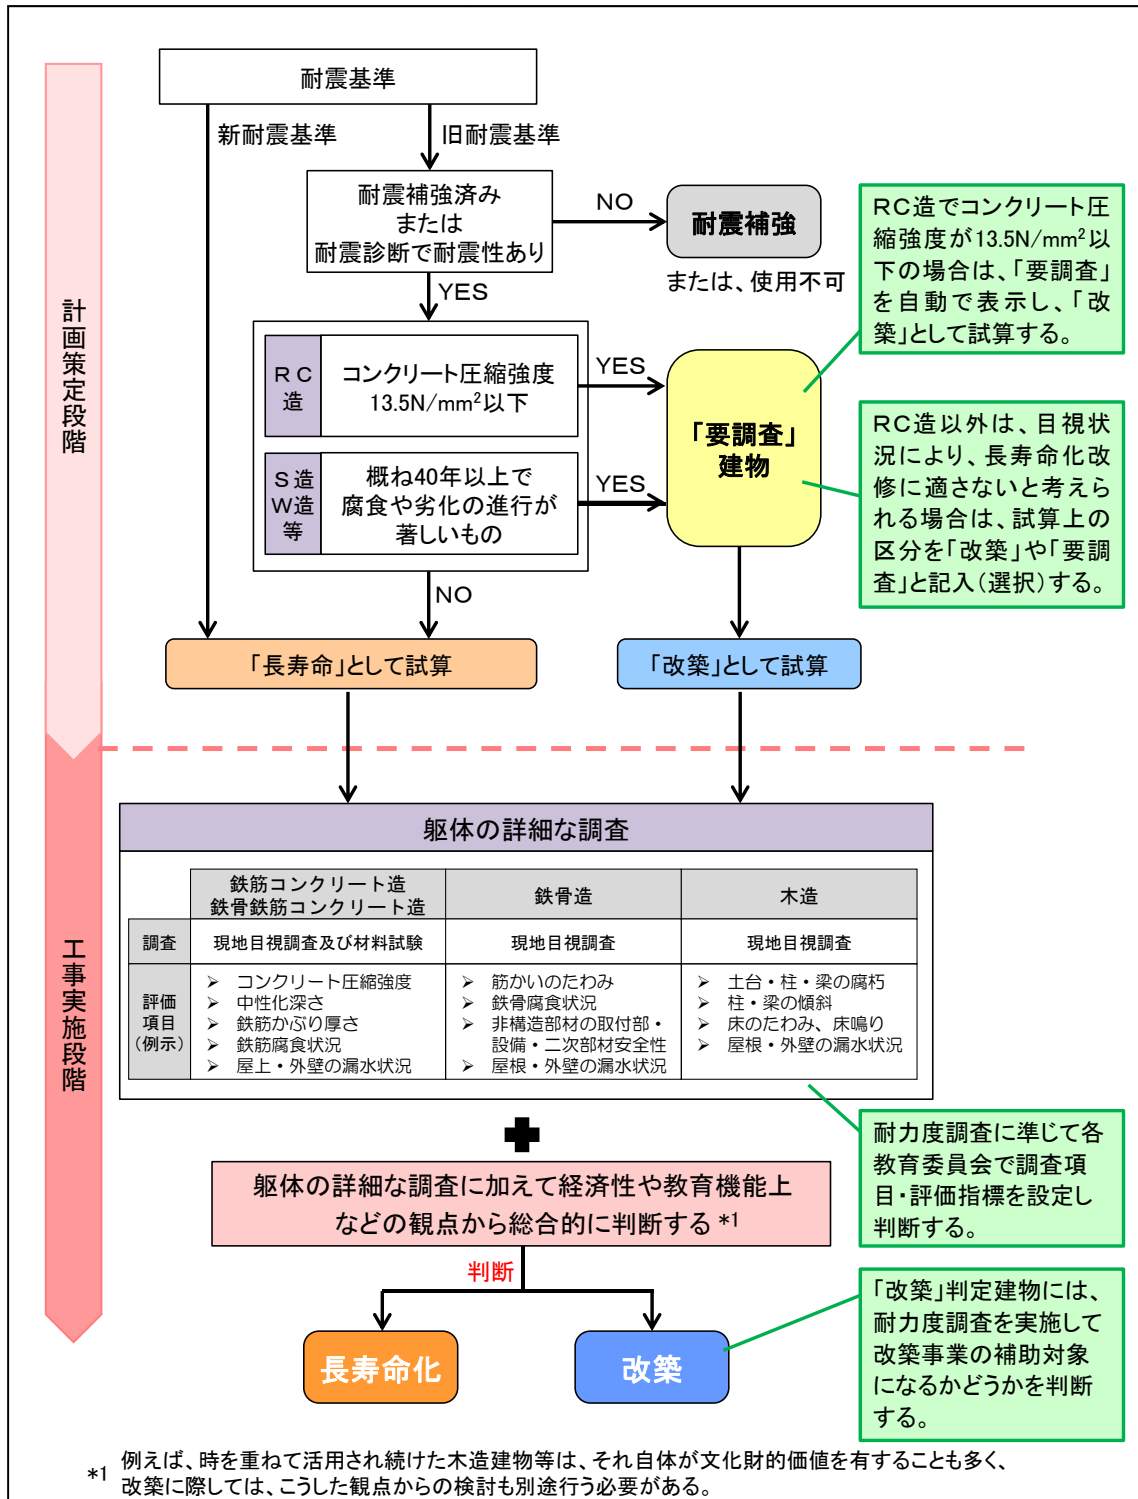 耐震基準
新耐震基準
旧耐震基準
耐震補強済み
または
耐震診断で耐震性あり
NO
耐震補強
または、使用不可
YES
RC造でコンクリート圧
縮強度が13.5N/mm²以
下の場合は、「要調査」
を自動で表示し、「改
築」として試算する。
計画策定段階
RC
造
コンクリート圧縮強度
13.5N/mm²以下
YES
「要調査」
建物
S造
W造
等
概ね40年以上で
腐食や劣化の進行が
著しいもの
YES
RC造以外は、目視状
況により、長寿命化改
修に適さないと考えら
れる場合は、試算上の
区分を「改築」や「要調
査」と記入(選択)する。
NO
「長寿命」として試算
「改築」として試算
工事実施段階
躯体の詳細な調査
鉄筋コンクリート造
鉄骨鉄筋コンクリート造
鉄骨造
木造
調査
現地目視調査及び材料試験
現地目視調査
現地目視調査
評価
項目
(例示)
➢ コンクリート圧縮強度
➢ 中性化深さ
➢ 鉄筋かぶり厚さ
➢ 鉄筋腐食状況
➢ 屋上・外壁の漏水状況
➢ 筋かいのたわみ
➢ 鉄骨腐食状況
➢ 非構造部材の取付部・
設備・二次部材安全性
➢ 屋根・外壁の漏水状況
➢ 土台・柱・梁の腐朽
➢ 柱・梁の傾斜
➢ 床のたわみ、床鳴り
➢ 屋根・外壁の漏水状況
耐力度調査に準じて各
教育委員会で調査項
目・評価指標を設定し
判断する。
躯体の詳細な調査に加えて経済性や教育機能上
などの観点から総合的に判断する *1
判断
長寿命化
改築
「改築」判定建物には、
耐力度調査を実施して
改築事業の補助対象
になるかどうかを判断
する。
*1 例えば、時を重ねて活用され続けた木造建物等は、それ自体が文化財的価値を有することも多く、
改築に際しては、こうした観点からの検討も別途行う必要がある。